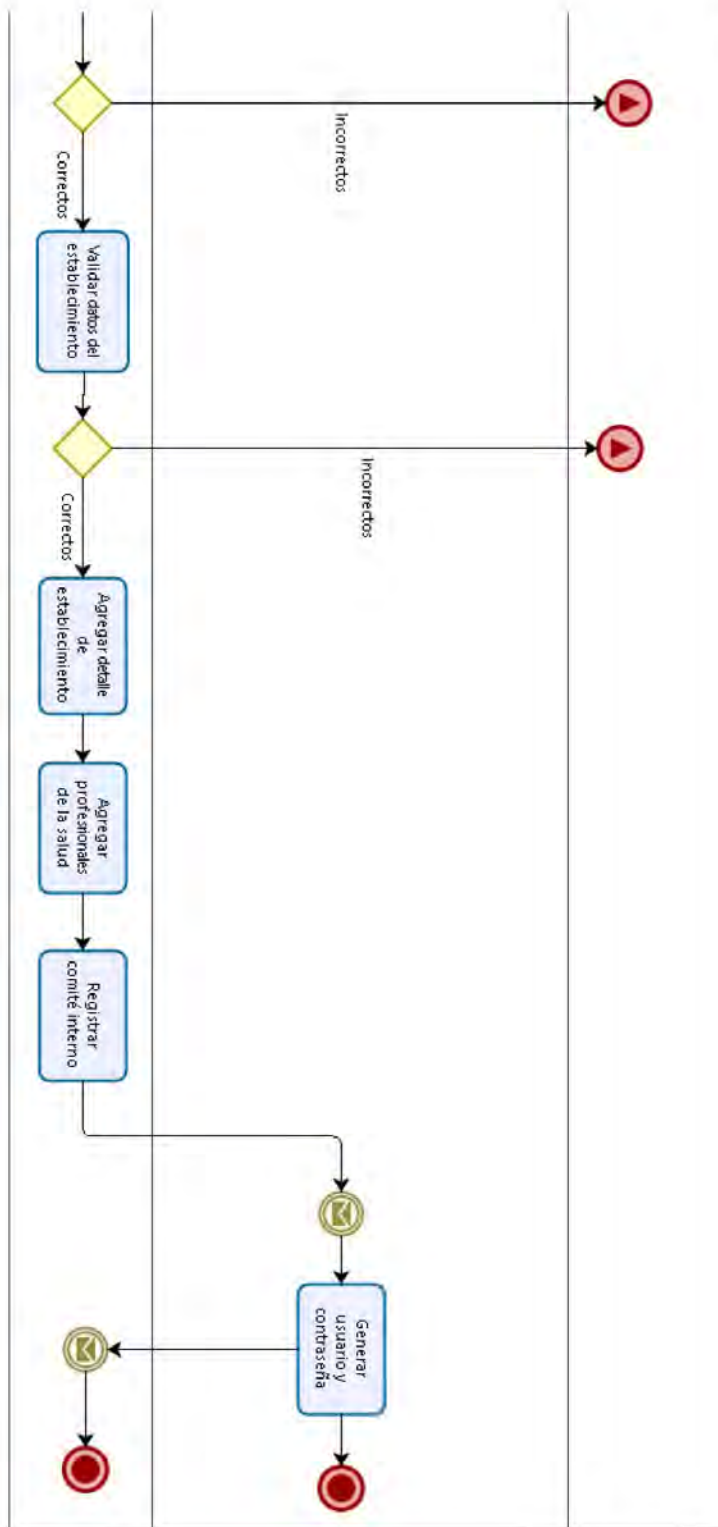 Incorrectos
Correctos
Validar datos del
establecimiento
Incorrectos
Correctos
Agregar detalle
de
establecimiento
Agregar
profesionales
de la salud
Registrar
comité interno
Generar
usuario y
contraseña